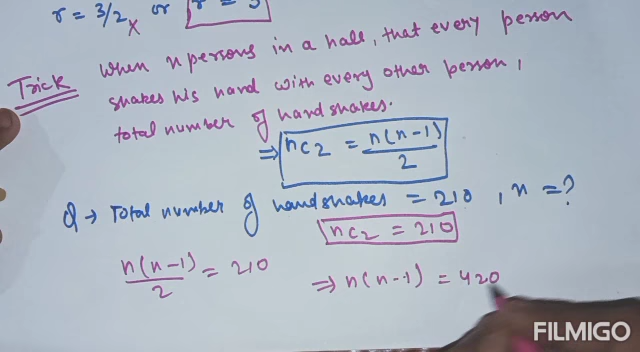 r = 3/2 x or r = 3
Trick when n persons in a hall, that every person
shakes his hand with every other person,
total number of handshakes.
⇒ nC2 = n(n-1)/2
Q → Total number of handshakes = 210, n = ?
nC2 = 210
n(n-1)/2 = 210 ⇒ n(n-1) = 420
FILMIGO